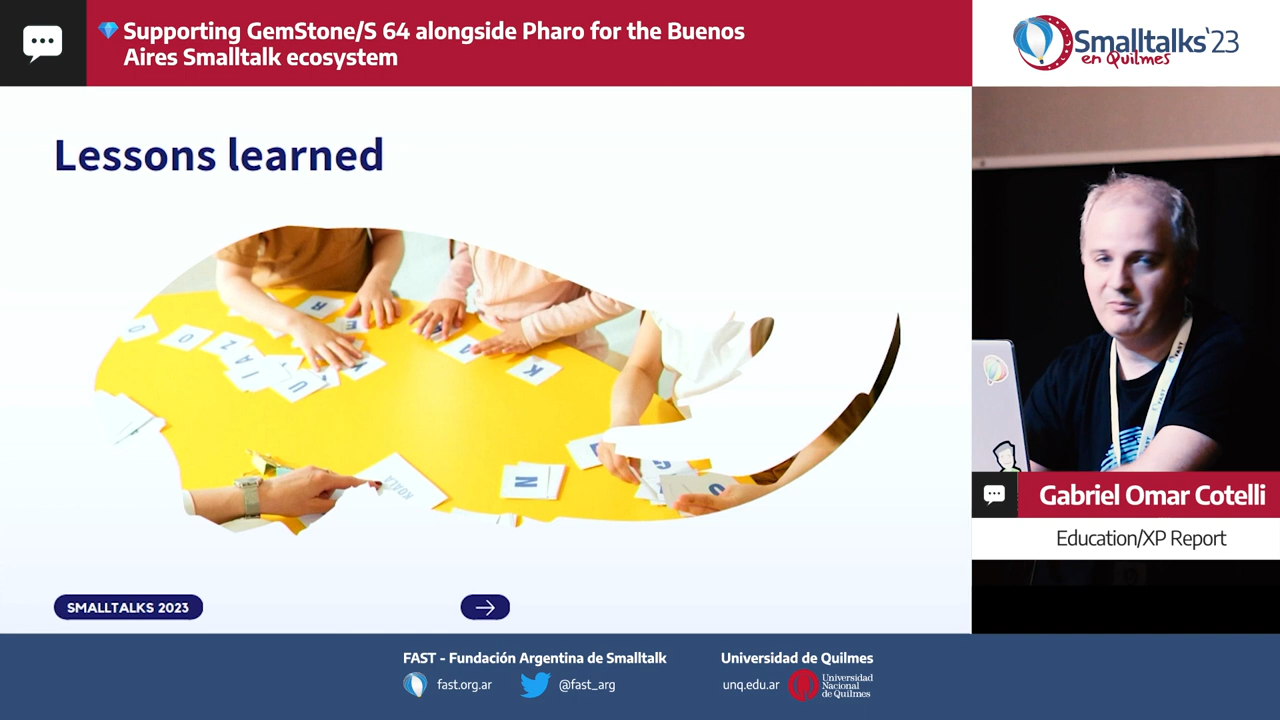 Supporting GemStone/S 64 alongside Pharo for the Buenos
Aires Smalltalk ecosystem
Smalltalks'23
en Quilmes
Lessons learned
O
O
Z
A
I
U
Y
R
E
A
K
N
G
KOALA
FAST
Gabriel Omar Cotelli
Education/XP Report
SMALLTALKS 2023
FAST - Fundación Argentina de Smalltalk
fast.org.ar
@fast_arg
Universidad de Quilmes
unq.edu.ar
Universidad
Nacional
de Quilmes